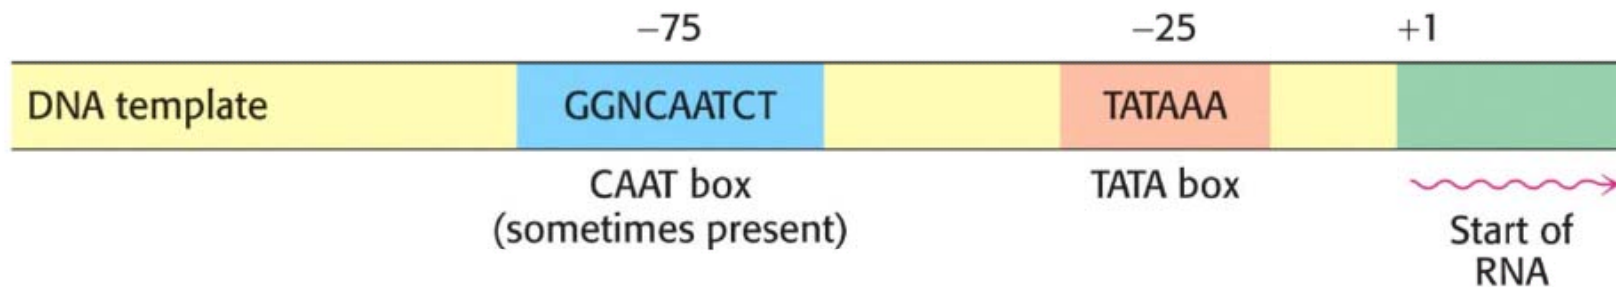 –75 –25 +1
DNA template GGNCAATCT TATAAA
CAAT box TATA box
(sometimes present)
Start of
RNA